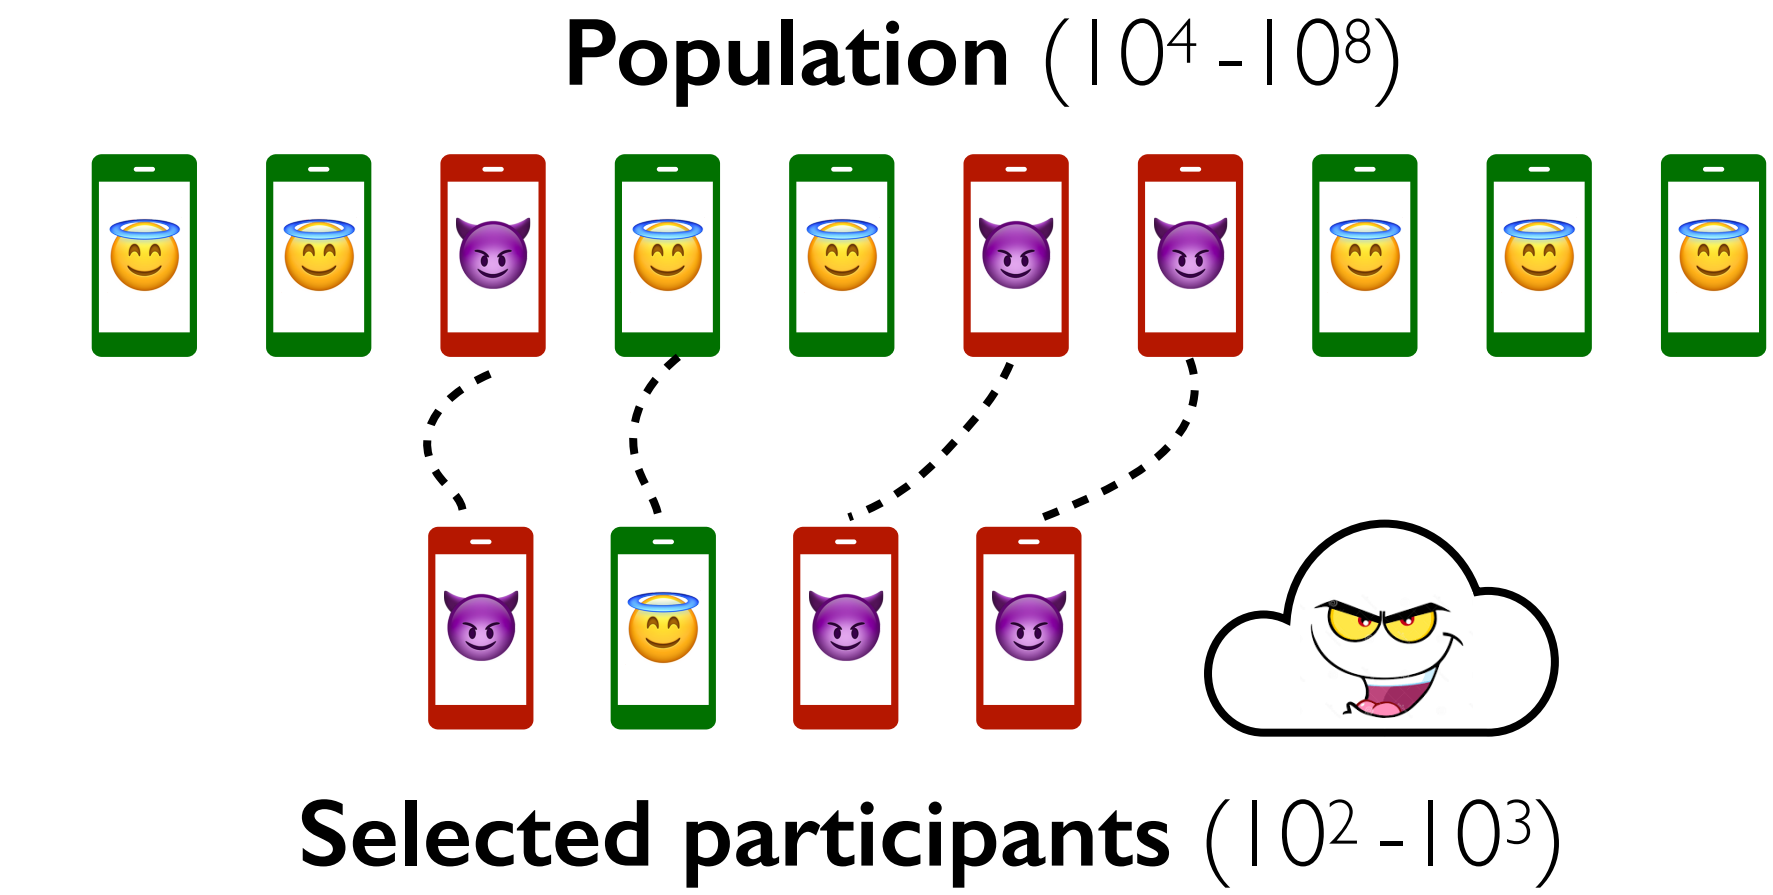 Population (10⁴ - 10⁸)
Selected participants (10² - 10³)